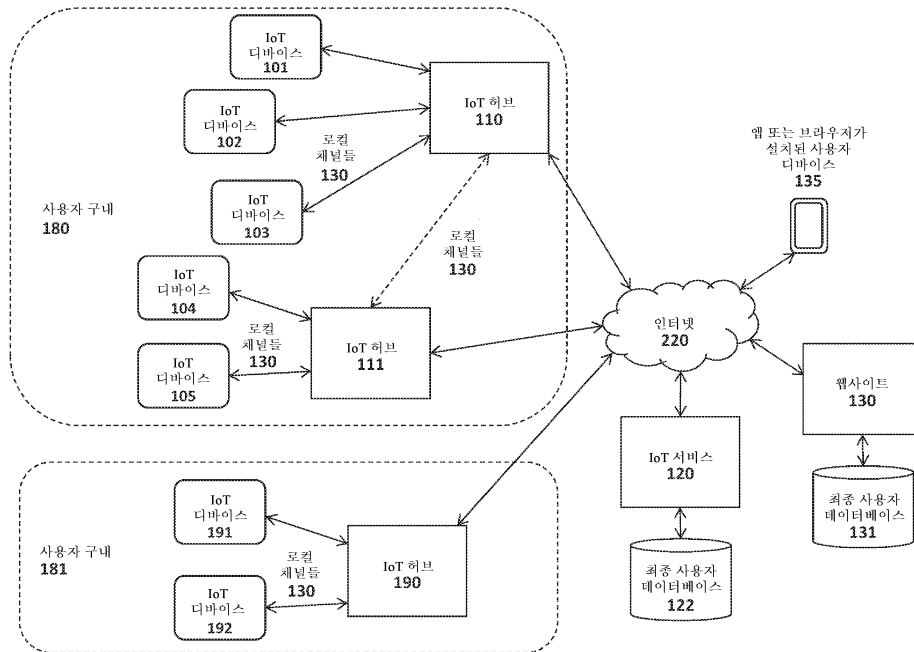 IoT
디바이스
101
IoT
디바이스
102
로컬
채널들
130
IoT
디바이스
103
IoT 허브
110
사용자 구내
180
로컬
채널들
130
IoT
디바이스
104
로컬
채널들
130
IoT
디바이스
105
IoT 허브
111
앱 또는 브라우저가
설치된 사용자
디바이스
135
인터넷
220
웹사이트
130
IoT 서비스
120
최종 사용자
데이터베이스
131
최종 사용자
데이터베이스
122
사용자 구내
181
IoT
디바이스
191
로컬
채널들
130
IoT
디바이스
192
IoT 허브
190